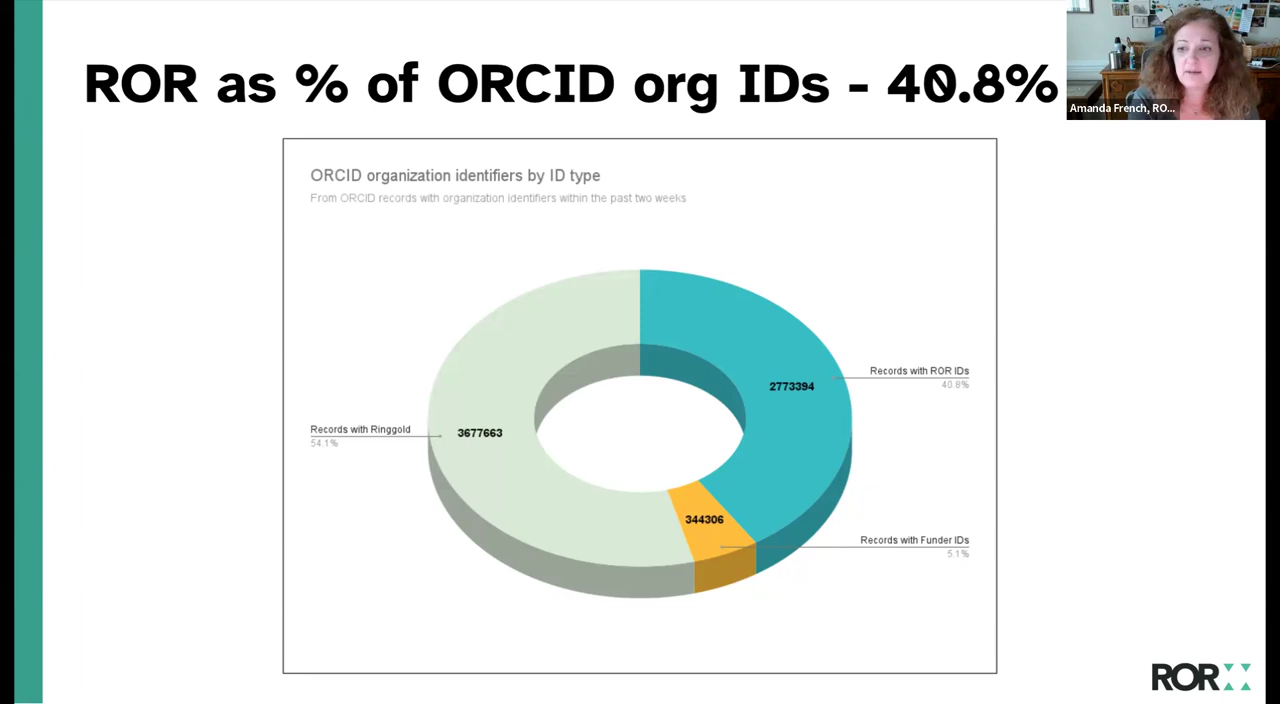 ROR as % of ORCID org IDs - 40.8%
Amanda French, RO...
ORCID organization identifiers by ID type
From ORCID records with organization identifiers within the past two weeks
Records with ROR IDs
40.8%
2773394
Records with Ringgold
54.1%
3677663
344306
Records with Funder IDs
5.1%
ROR